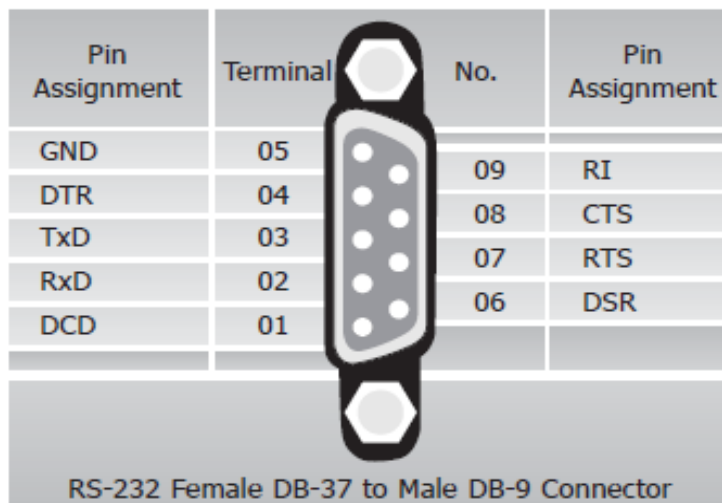 Pin Assignment Terminal No. Pin Assignment
GND 05
09 RI
DTR 04
08 CTS
TxD 03
07 RTS
RxD 02
06 DSR
DCD 01
RS-232 Female DB-37 to Male DB-9 Connector